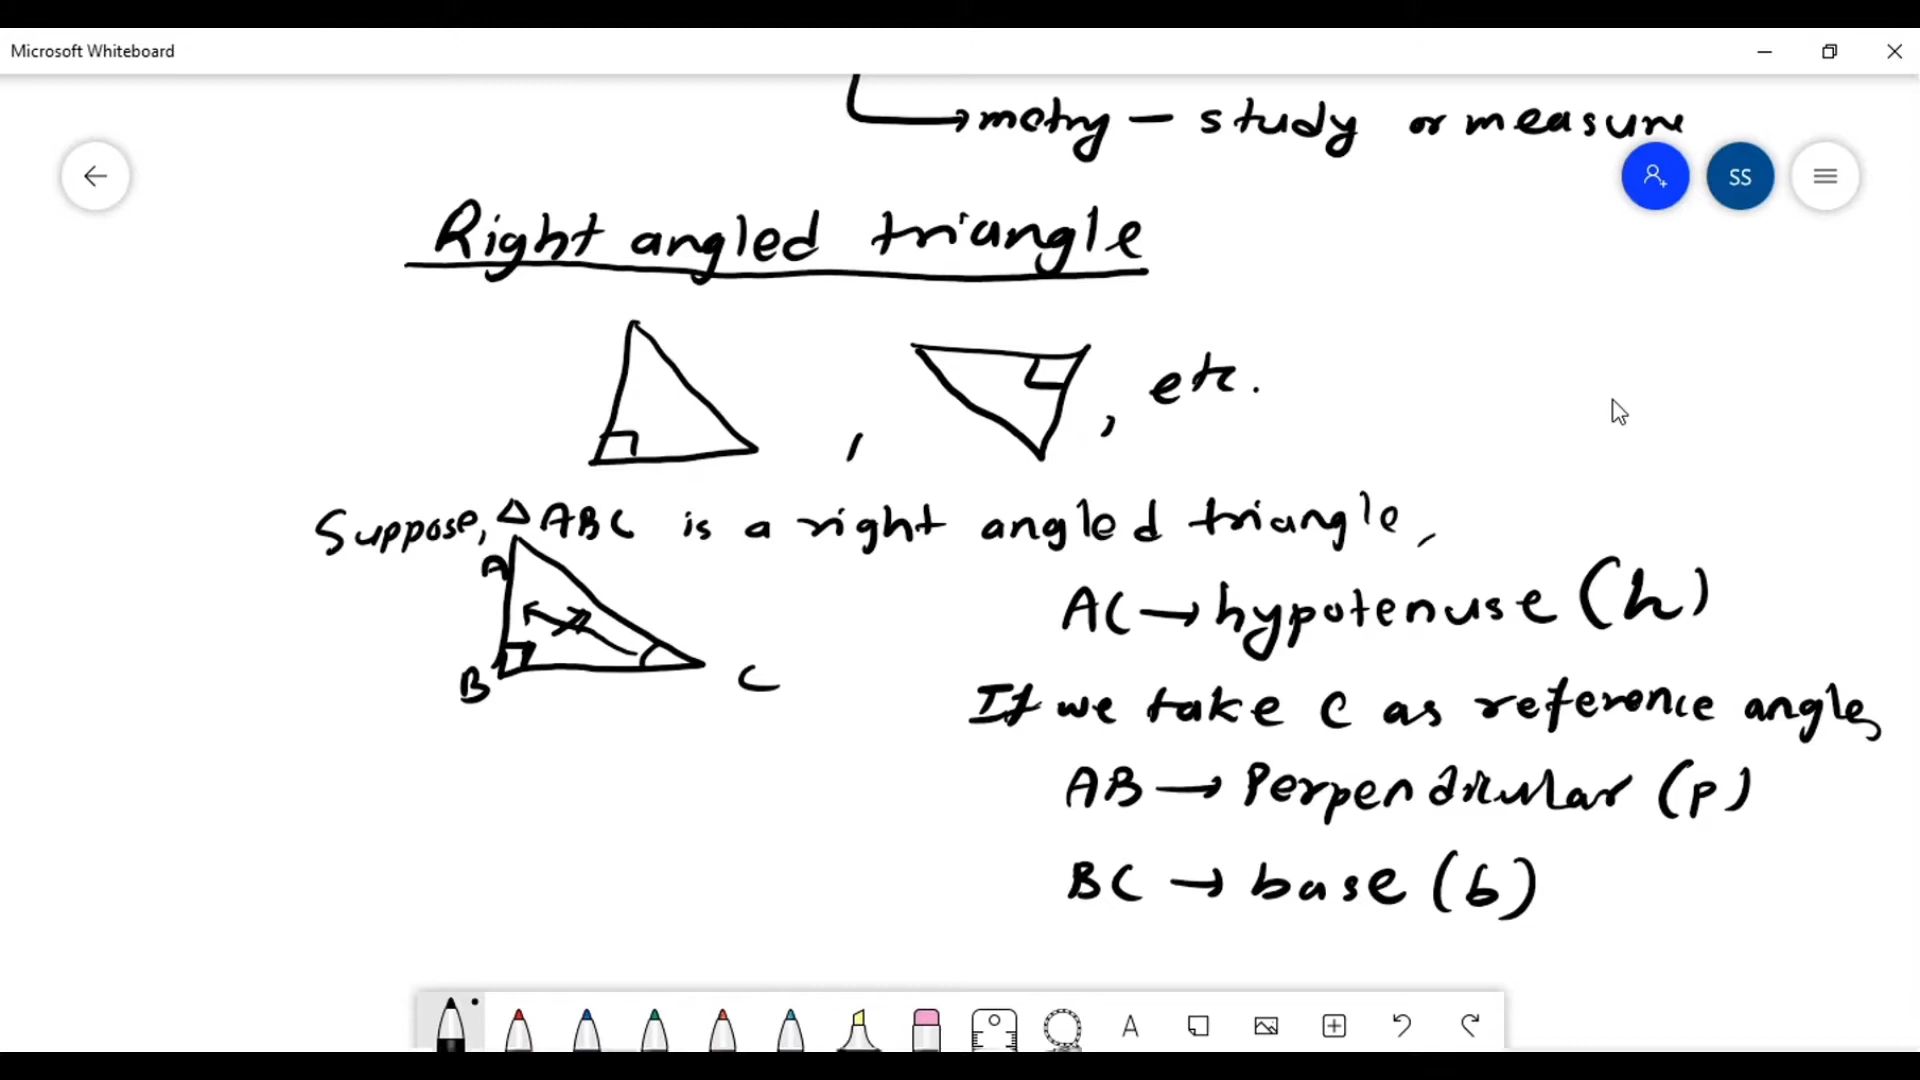 Microsoft Whiteboard
metry – study or measure
SS
Right angled triangle
, , etc.
Suppose, △ ABC is a right angled triangle,
A
B
C
AC → hypotenuse (h)
If we take C as reference angle,
AB → Perpendicular (p)
BC → base (b)